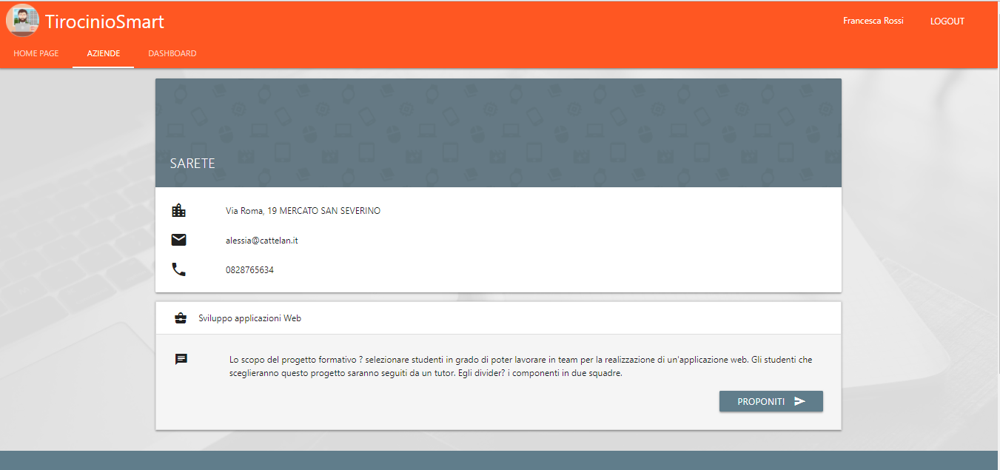 TirocinioSmart
Francesca Rossi
LOGOUT
HOME PAGE
AZIENDE
DASHBOARD
SARETE
Via Roma, 19 MERCATO SAN SEVERINO
alessia@cattelan.it
0828765634
Sviluppo applicazioni Web
Lo scopo del progetto formativo ? selezionare studenti in grado di poter lavorare in team per la realizzazione di un'applicazione web. Gli studenti che
sceglieranno questo progetto saranno seguiti da un tutor. Egli divider? i componenti in due squadre.
PROPONITI